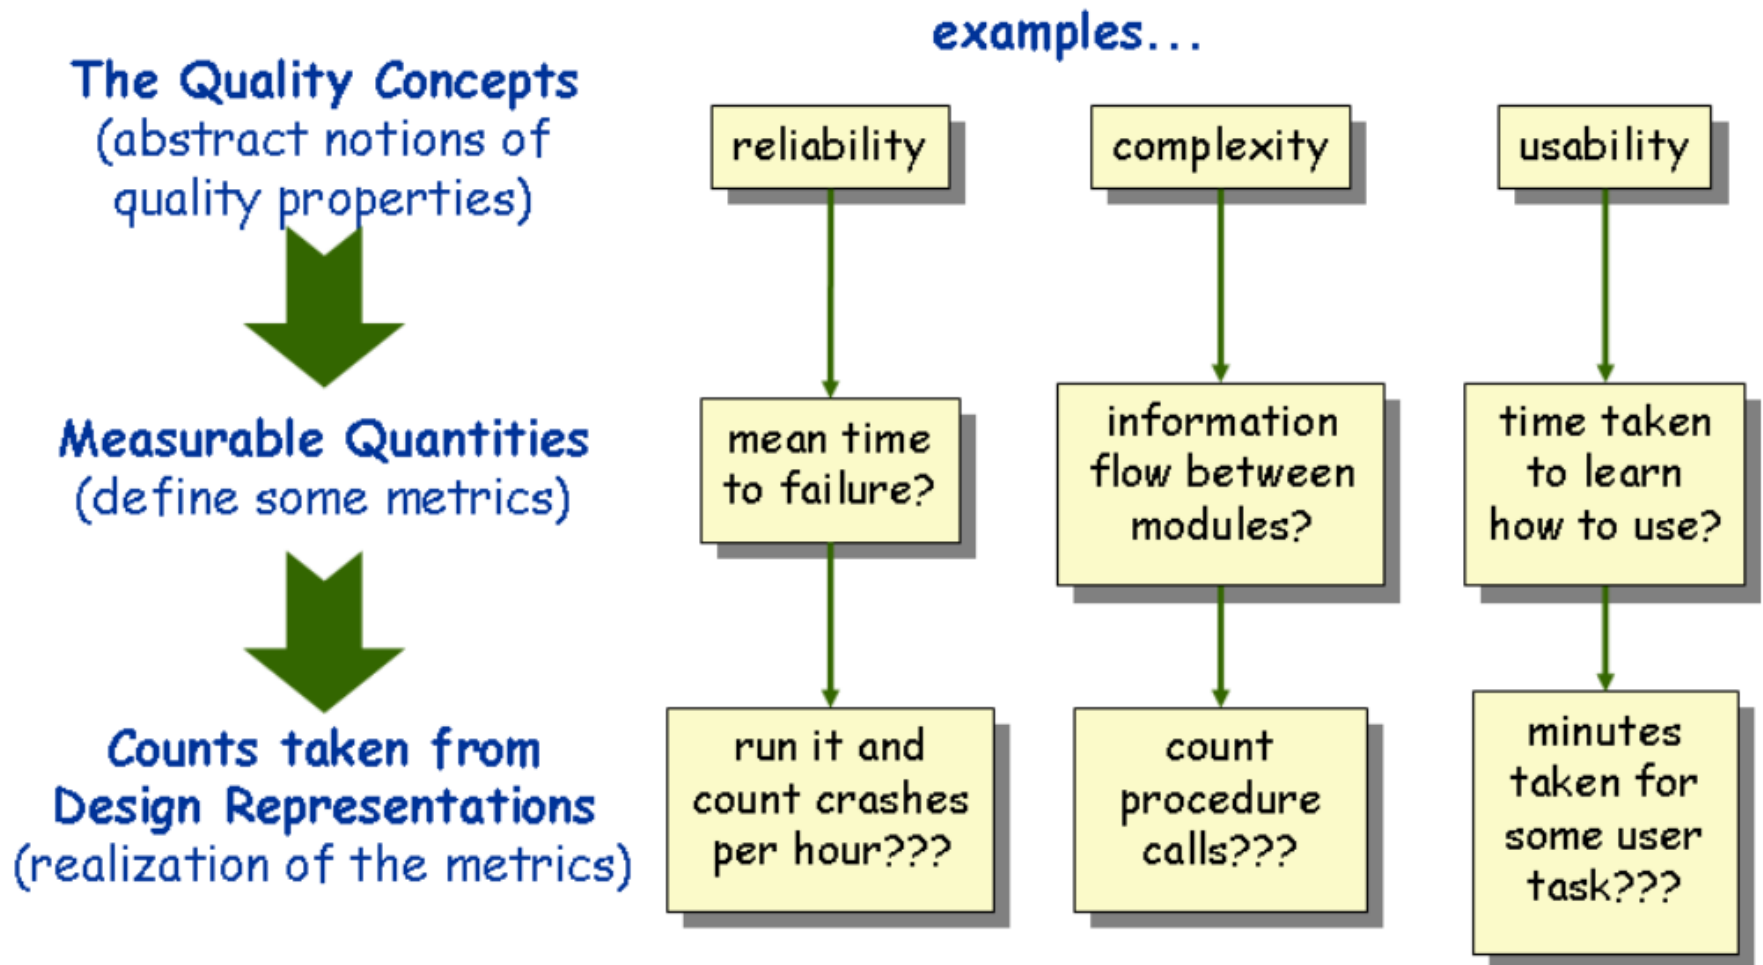 examples...
The Quality Concepts
(abstract notions of
quality properties)
reliability
complexity
usability
Measurable Quantities
(define some metrics)
mean time
to failure?
information
flow between
modules?
time taken
to learn
how to use?
Counts taken from
Design Representations
(realization of the metrics)
run it and
count crashes
per hour???
count
procedure
calls???
minutes
taken for
some user
task???